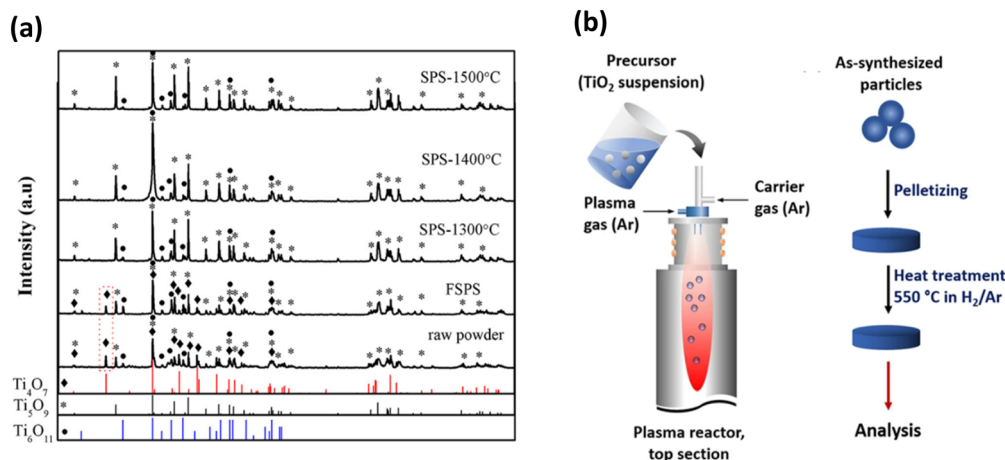 (a)
SPS-1500°C
SPS-1400°C
SPS-1300°C
FSPS
raw powder
Intensity (a.u)
Ti₄O₇
Ti₅O₉
Ti₆O₁₁
(b)
Precursor
(TiO₂ suspension)
Plasma
gas (Ar)
Carrier
gas (Ar)
Plasma reactor,
top section
As-synthesized
particles
Pelletizing
Heat treatment
550 °C in H₂/Ar
Analysis